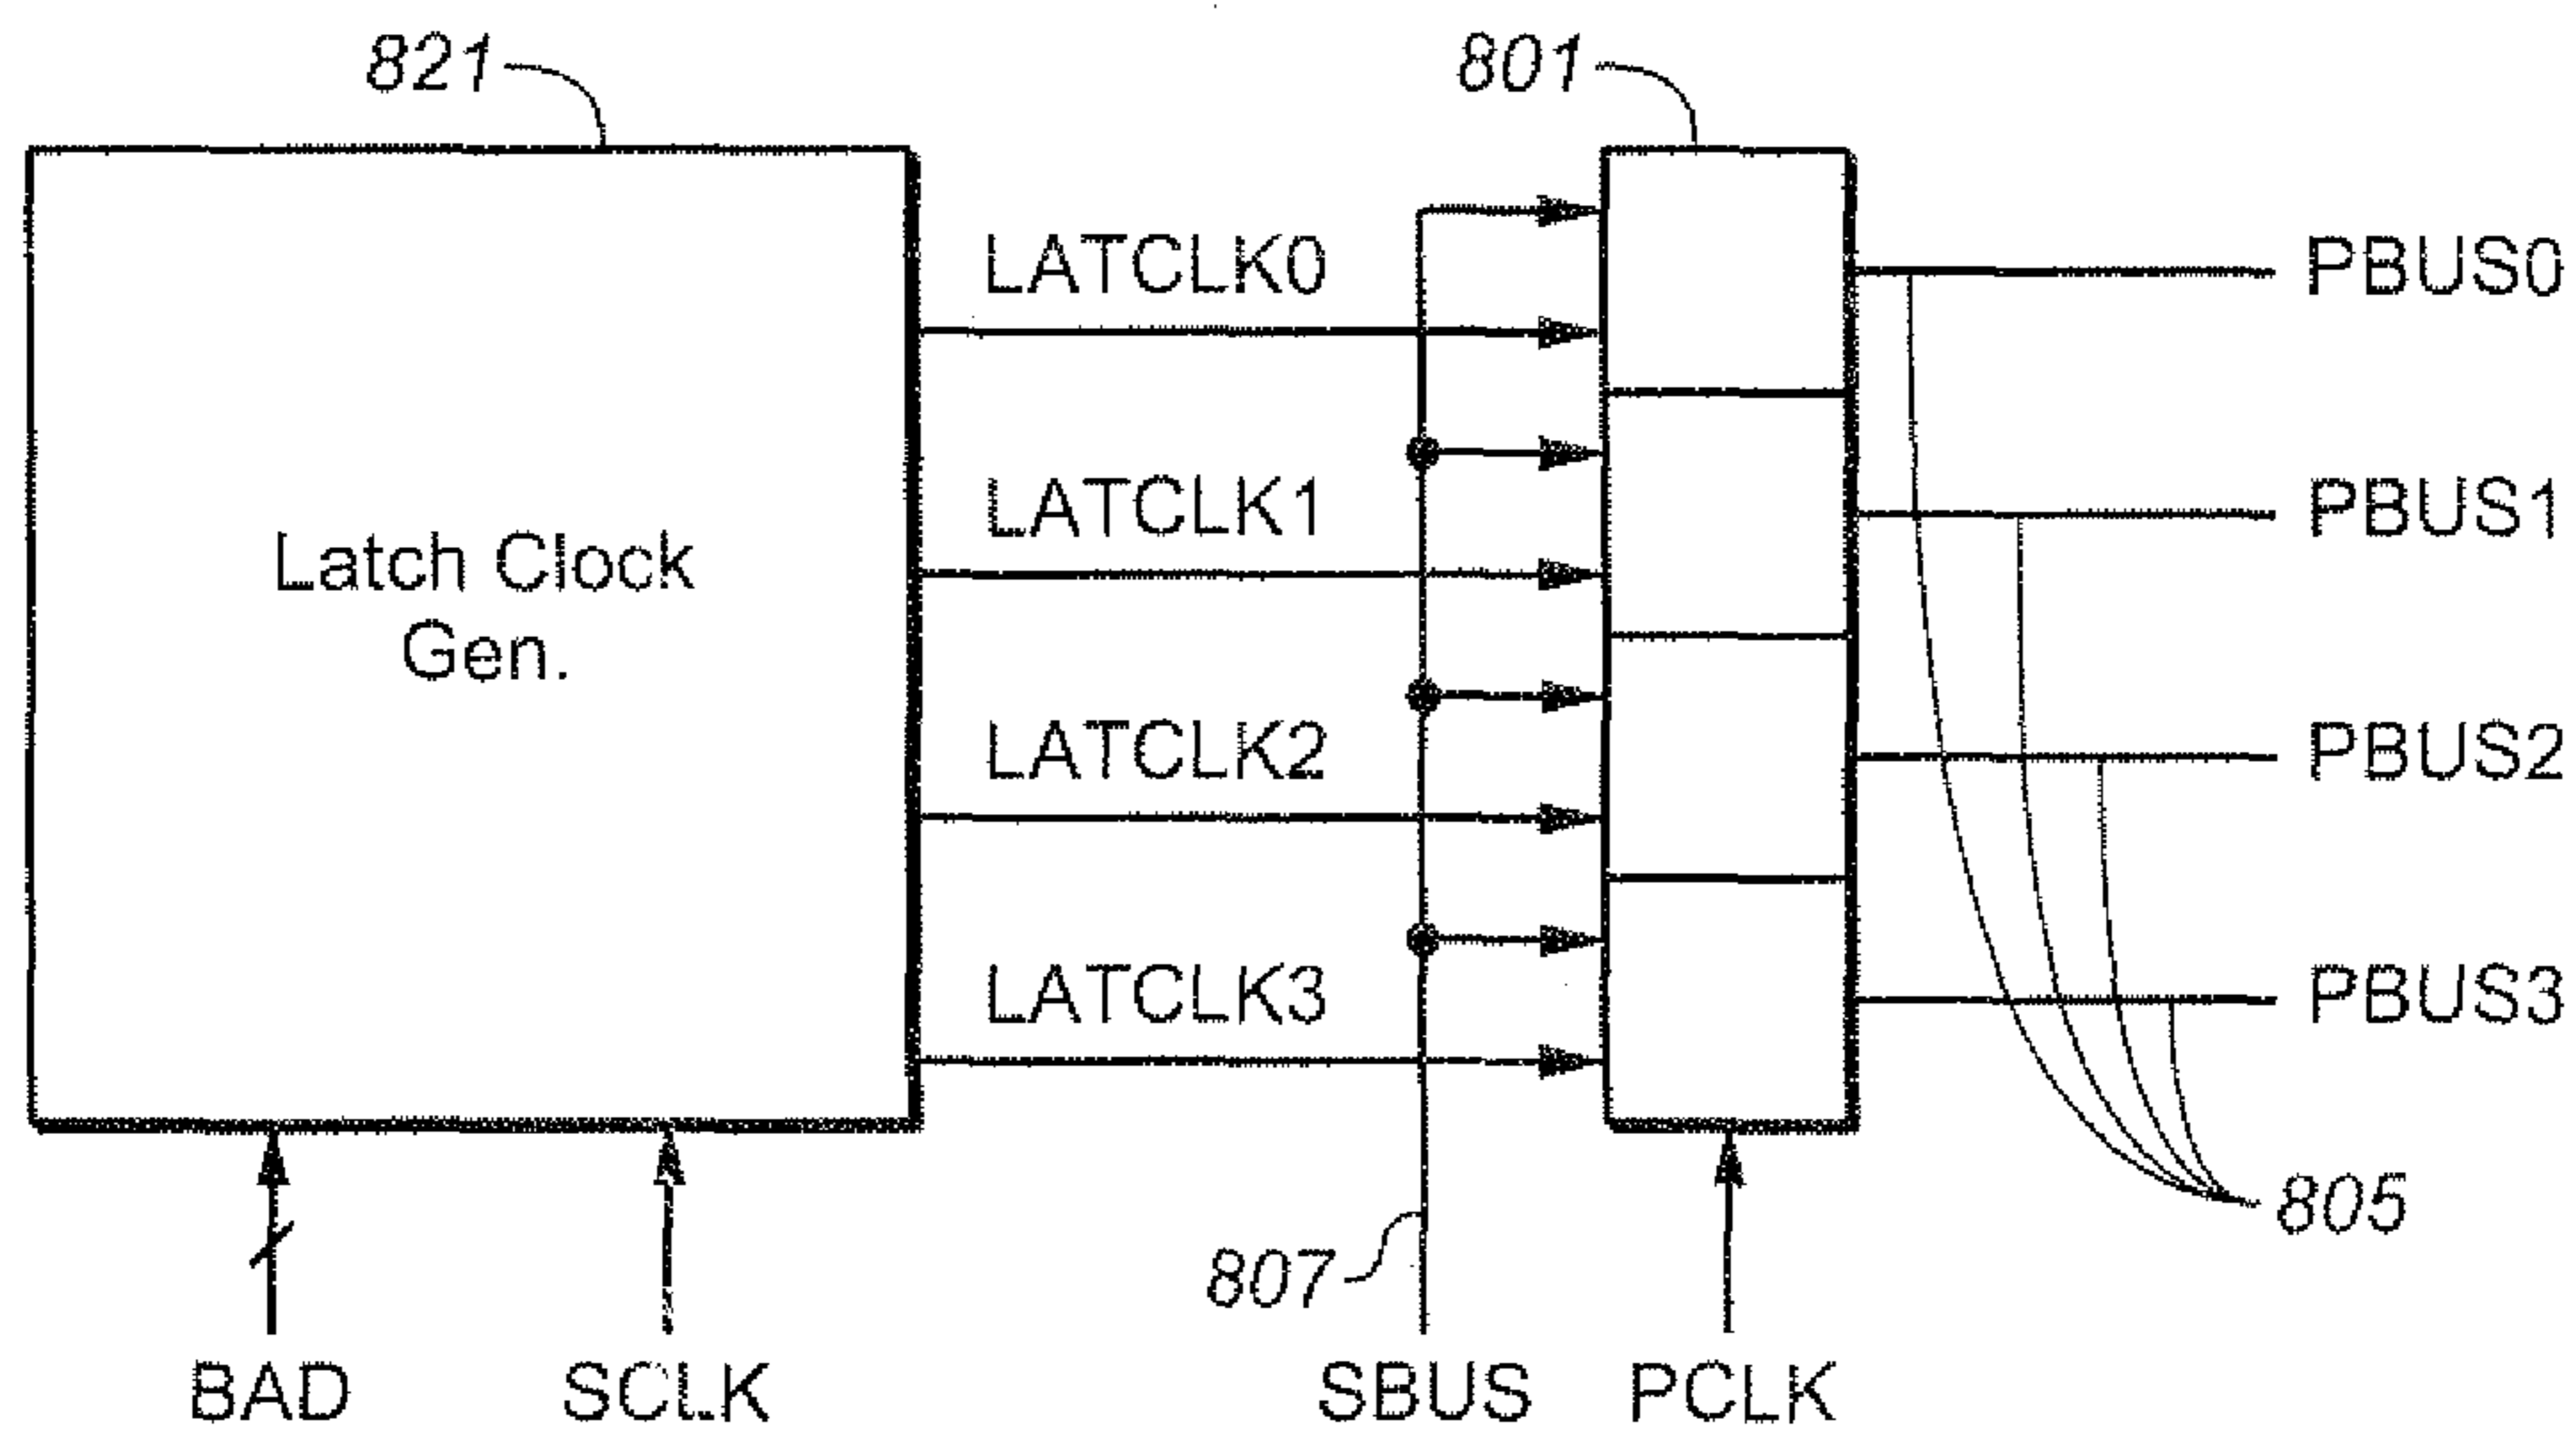 821
801
LATCLK0
PBUS0
LATCLK1
PBUS1
Latch Clock
Gen.
LATCLK2
PBUS2
LATCLK3
PBUS3
805
807
BAD
SCLK
SBUS
PCLK